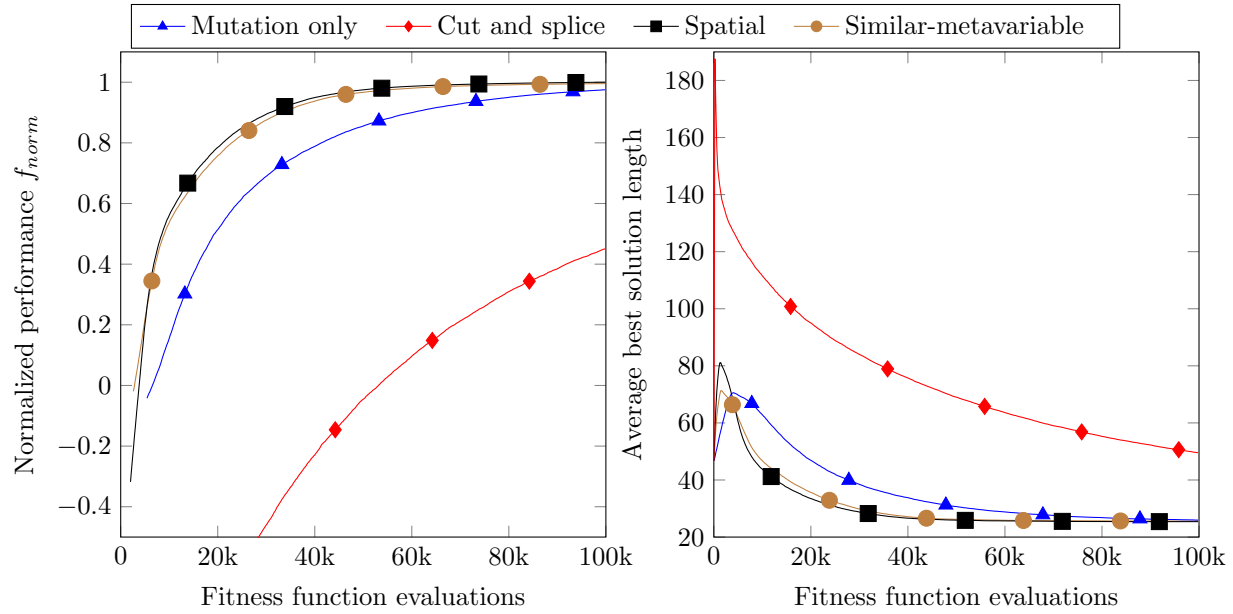 Mutation only Cut and splice Spatial Similar-metavariable
Normalized performance f_norm
1
0.8
0.6
0.4
0.2
0
−0.2
−0.4
0 20k 40k 60k 80k 100k
Fitness function evaluations
Average best solution length
180
160
140
120
100
80
60
40
20
0 20k 40k 60k 80k 100k
Fitness function evaluations